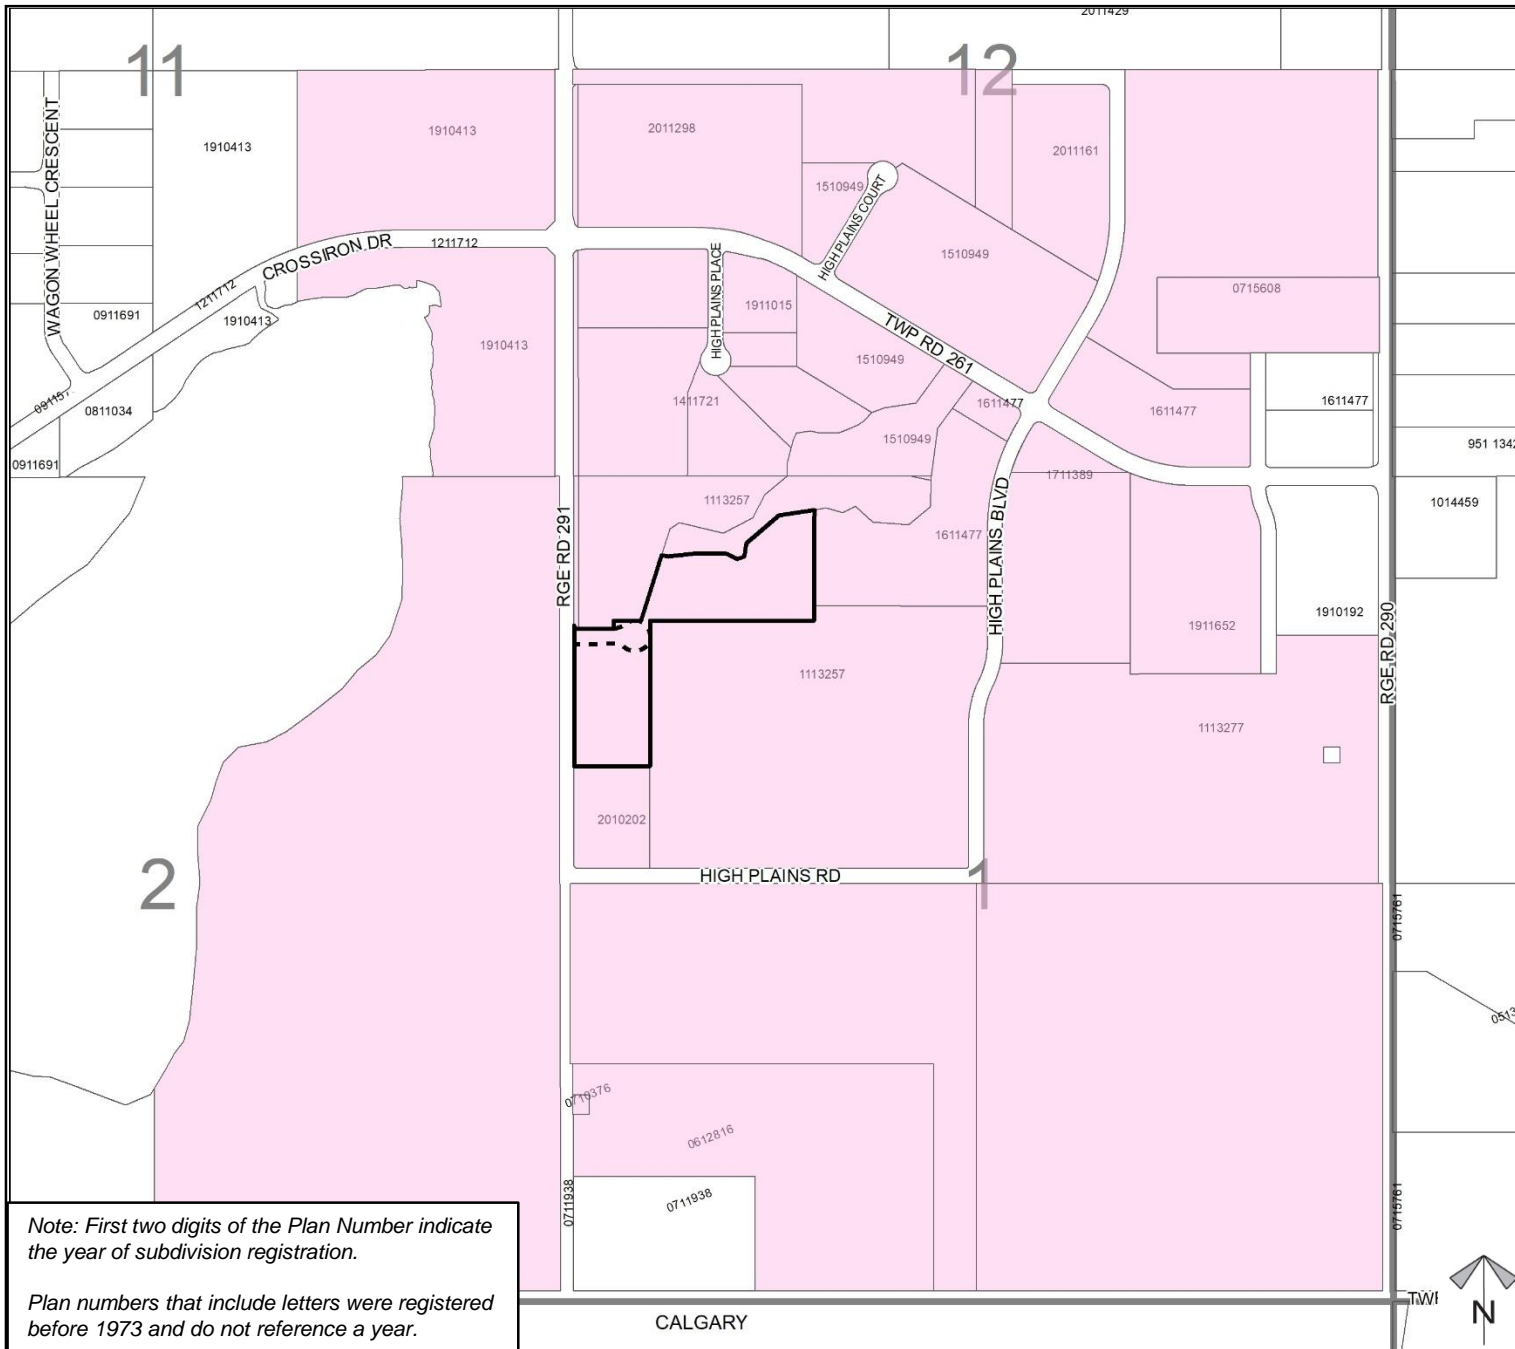 2011429
11
12
1910413
1910413
2011298
2011161
1510949
HIGH PLAINS COURT
WAGON WHEEL CRESCENT
CROSSIRON DR
1211712
1510949
HIGH PLAINS PLACE
1211712
0911691
1910413
1911015
0715608
1910413
TWP RD 261
1510949
0811034
1411721
1611477
1611477
1611477
0911691
1510949
951 1342
1711389
1113257
1014459
RGE RD 291
1611477
HIGH PLAINS BLVD
1910192
1911652
RGE RD 290
1113257
1113277
2010202
2
HIGH PLAINS RD
1
0715761
0710376
0612816
0711938
0711938
0715761
Note: First two digits of the Plan Number indicate
the year of subdivision registration.
Plan numbers that include letters were registered
before 1973 and do not reference a year.
CALGARY
N